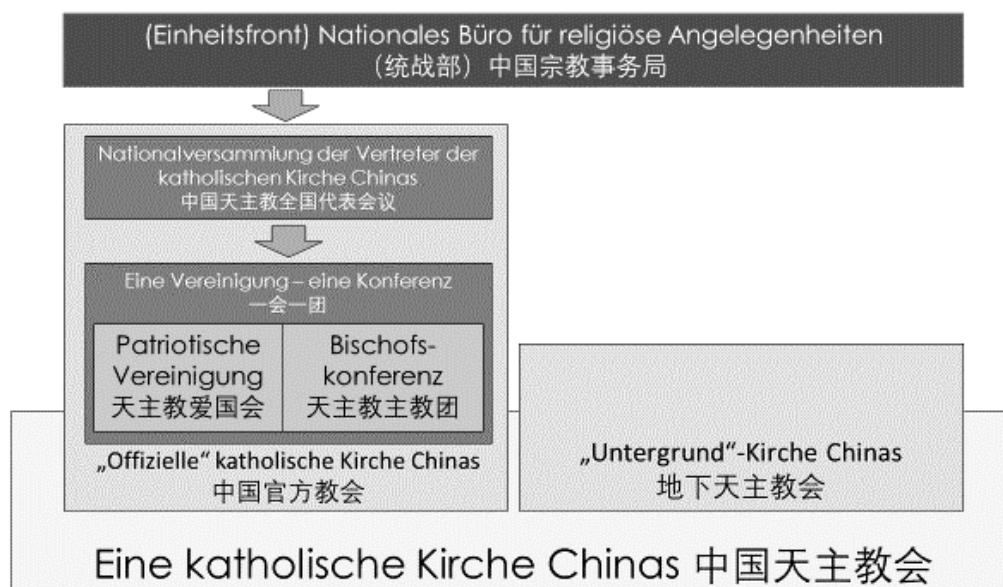 (Einheitsfront) Nationales Büro für religiöse Angelegenheiten
(统战部）中国宗教事务局
Nationalversammlung der Vertreter der
katholischen Kirche Chinas
中国天主教全国代表会议
Eine Vereinigung – eine Konferenz
一会一团
Patriotische
Vereinigung
天主教爱国会
Bischofs-
konferenz
天主教主教团
„Offizielle“ katholische Kirche Chinas
中国官方教会
„Untergrund“-Kirche Chinas
地下天主教会
Eine katholische Kirche Chinas 中国天主教会